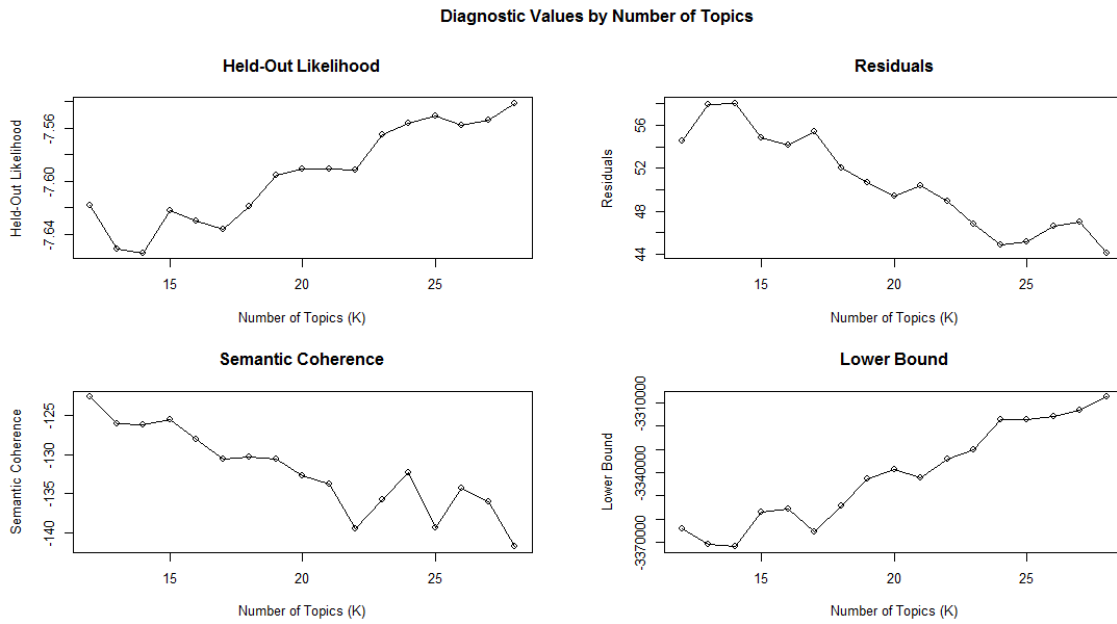 Diagnostic Values by Number of Topics
Held-Out Likelihood
Held-Out Likelihood
-7.56
-7.60
-7.64
15
20
25
Number of Topics (K)
Residuals
Residuals
56
52
48
44
15
20
25
Number of Topics (K)
Semantic Coherence
Semantic Coherence
-125
-130
-135
-140
15
20
25
Number of Topics (K)
Lower Bound
Lower Bound
-3310000
-3340000
-3370000
15
20
25
Number of Topics (K)